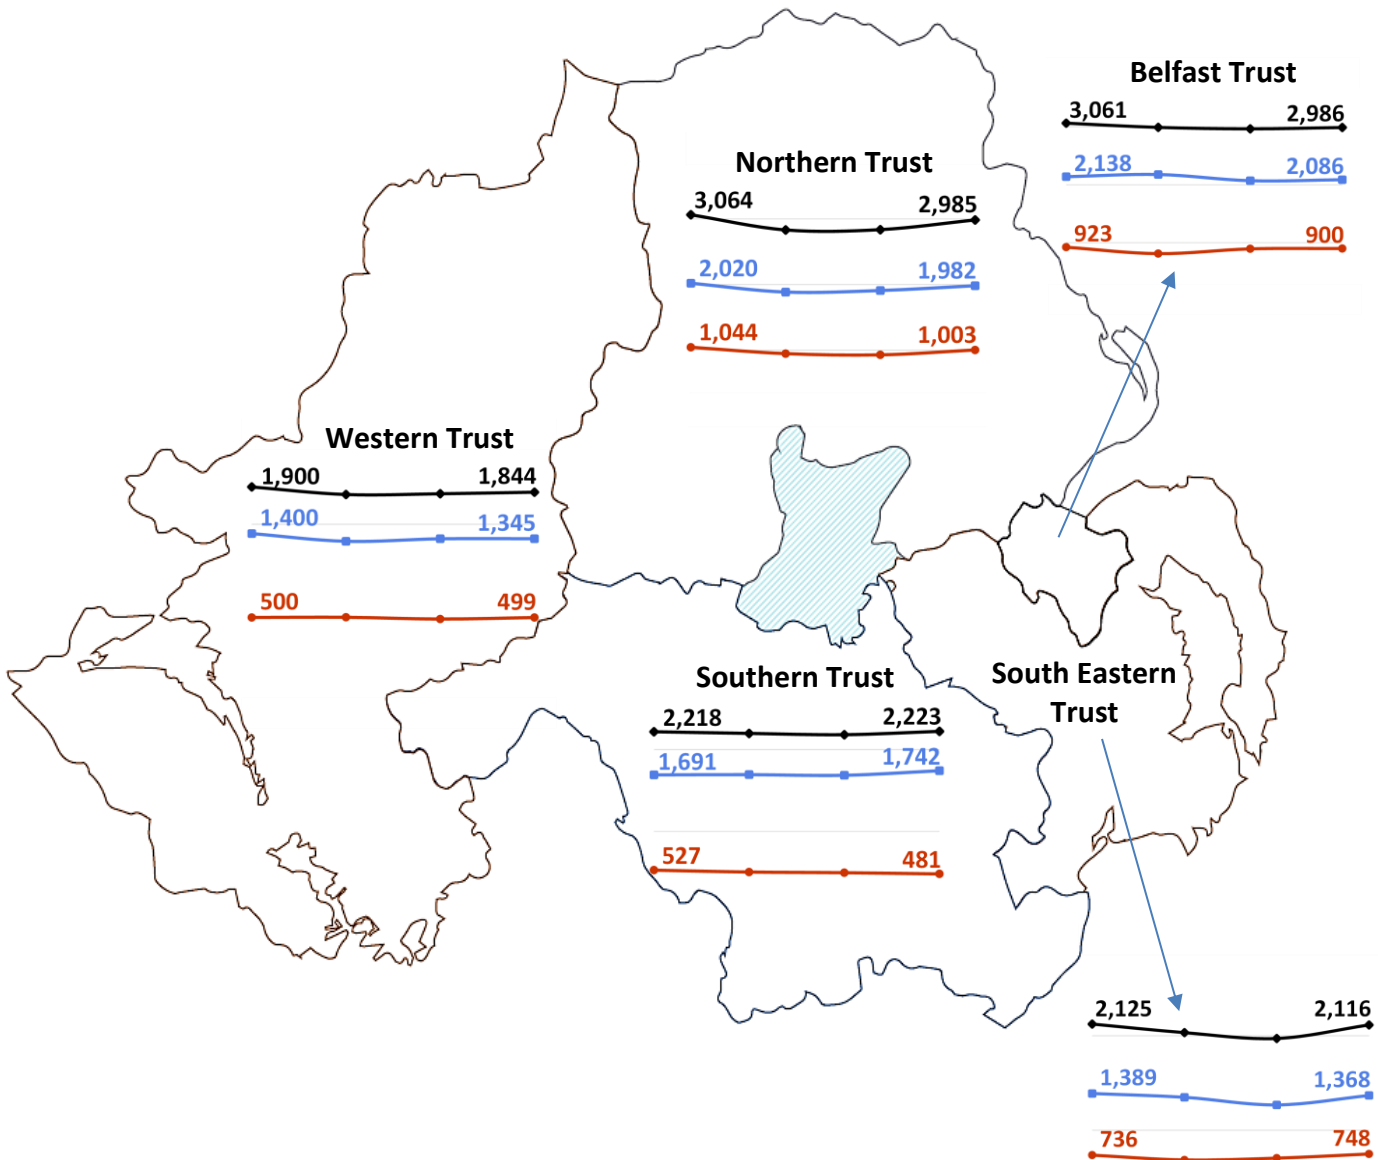 Belfast Trust
3,061 2,986
2,138 2,086
923 900
Northern Trust
3,064 2,985
2,020 1,982
1,044 1,003
Western Trust
1,900 1,844
1,400 1,345
500 499
Southern Trust
2,218 2,223
1,691 1,742
527 481
South Eastern
Trust
2,125 2,116
1,389 1,368
736 748